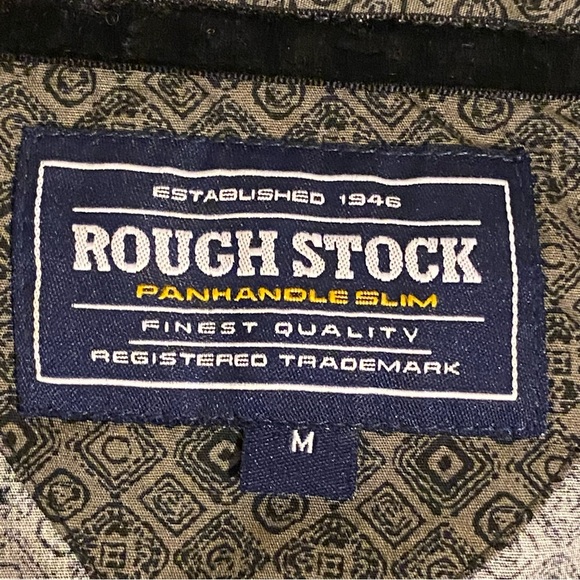 ESTABLISHED 1946
ROUGH STOCK
PANHANDLE SLIM
FINEST QUALITY
REGISTERED TRADEMARK
M